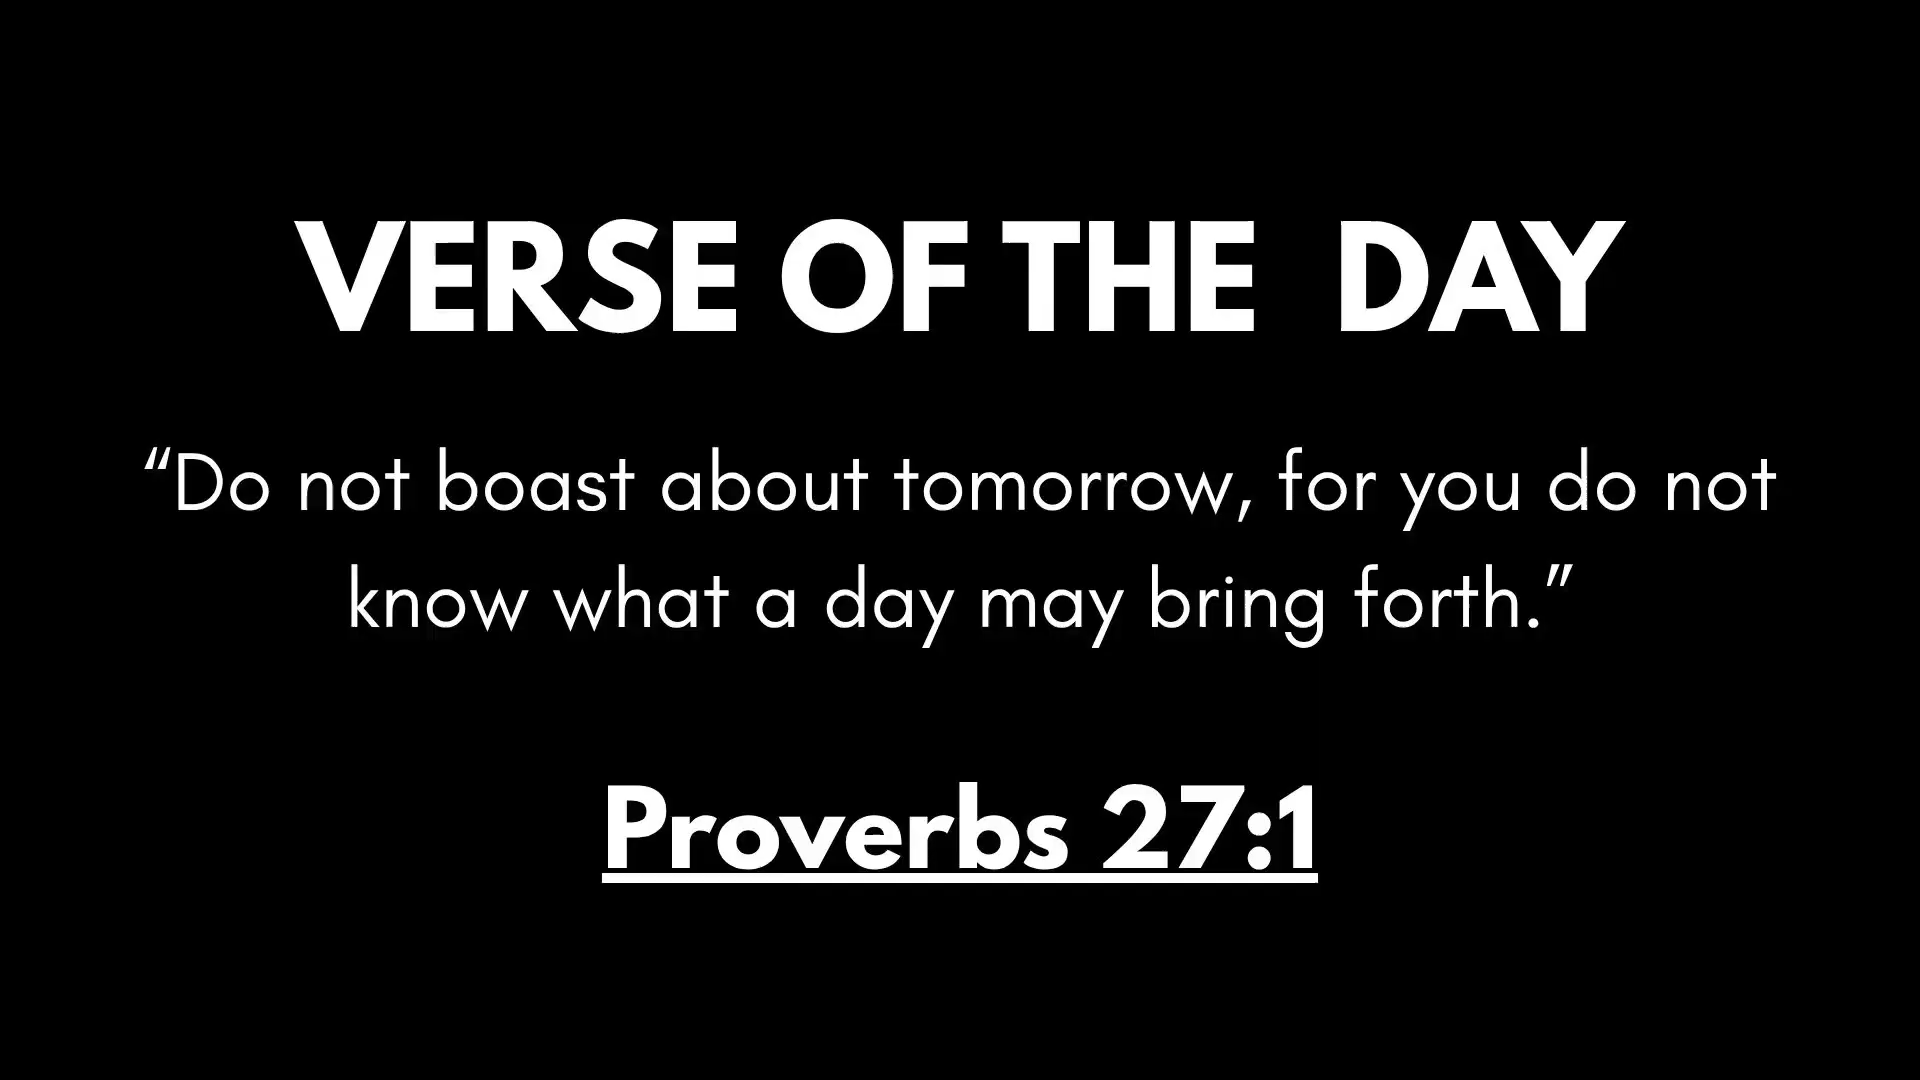 VERSE OF THE  DAY
“Do not boast about tomorrow, for you do not
know what a day may bring forth.”
Proverbs 27:1